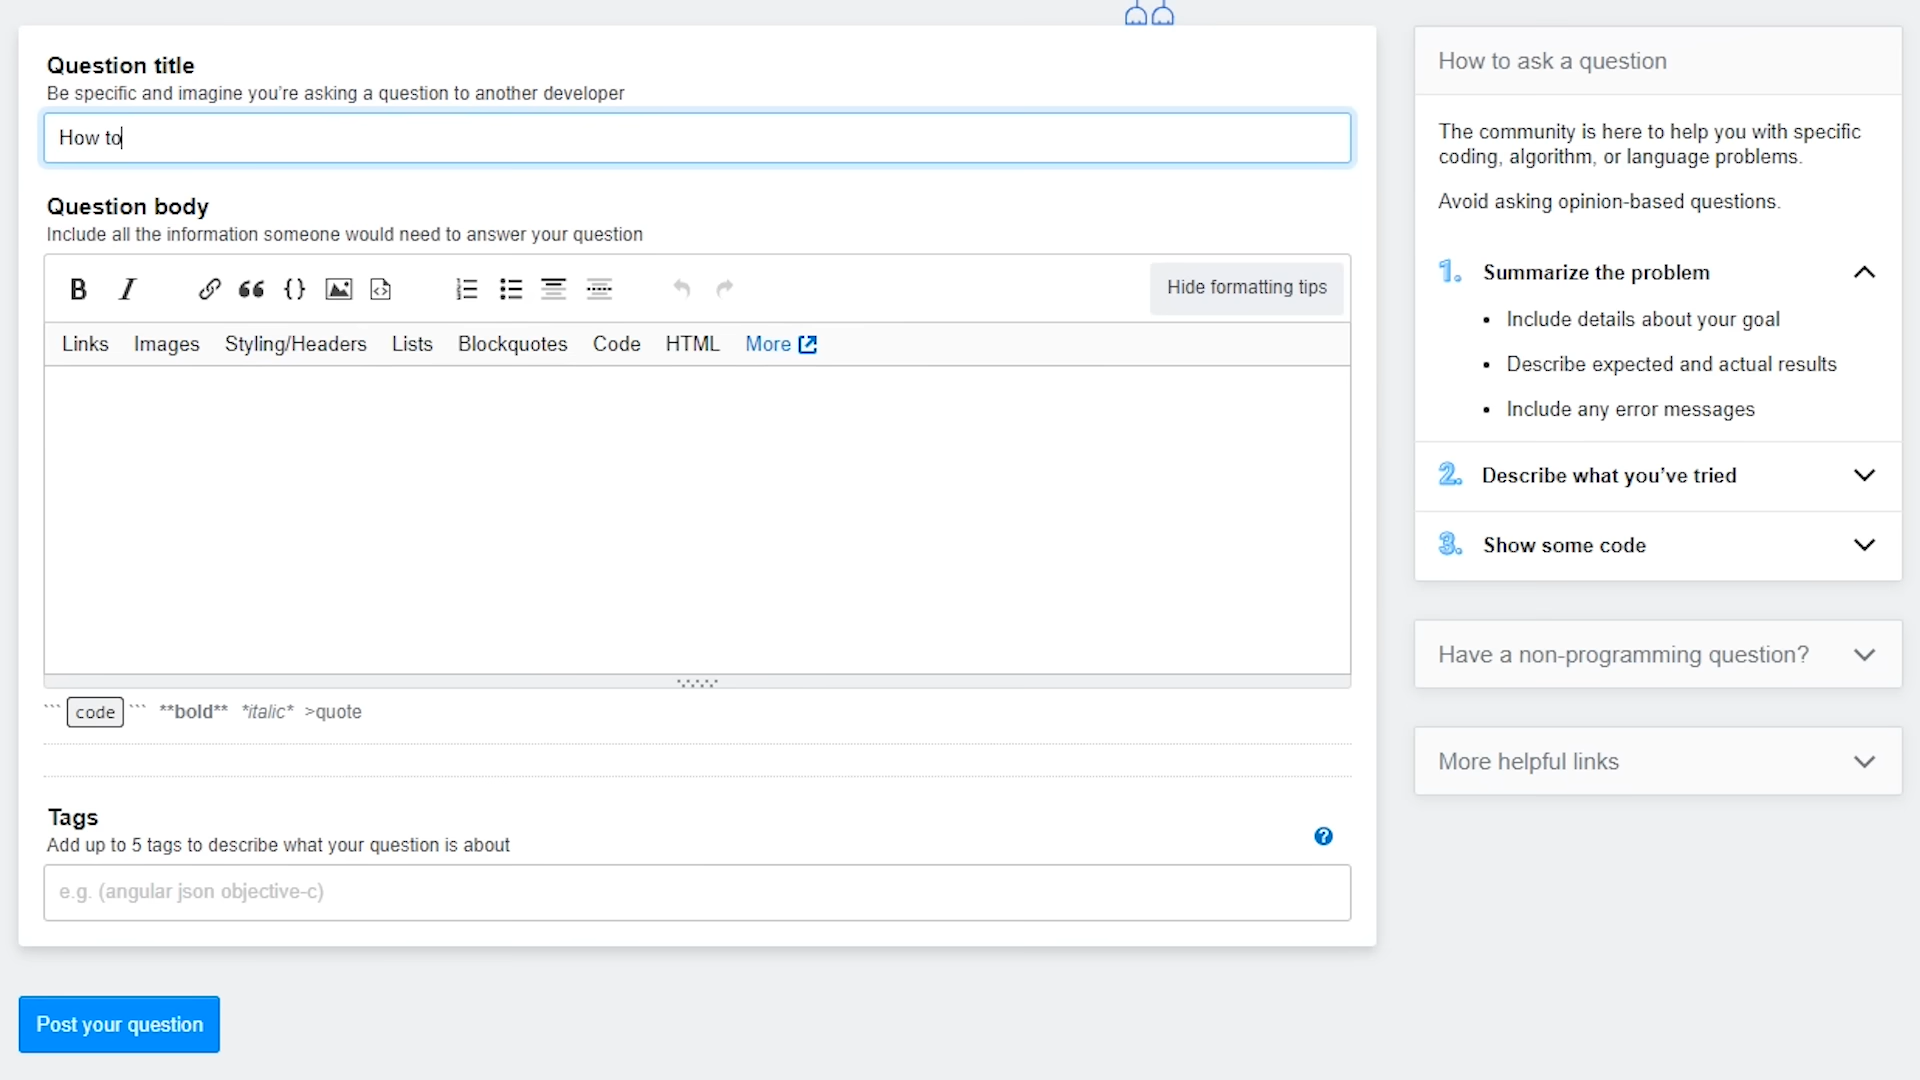 Question title
Be specific and imagine you're asking a question to another developer
How to
Question body
Include all the information someone would need to answer your question
Hide formatting tips
Links Images Styling/Headers Lists Blockquotes Code HTML More
``` code ``` **bold** *italic* >quote
Tags
Add up to 5 tags to describe what your question is about
e.g. (angular json objective-c)
Post your question
How to ask a question
The community is here to help you with specific
coding, algorithm, or language problems.
Avoid asking opinion-based questions.
1. Summarize the problem
• Include details about your goal
• Describe expected and actual results
• Include any error messages
2. Describe what you’ve tried
3. Show some code
Have a non-programming question?
More helpful links